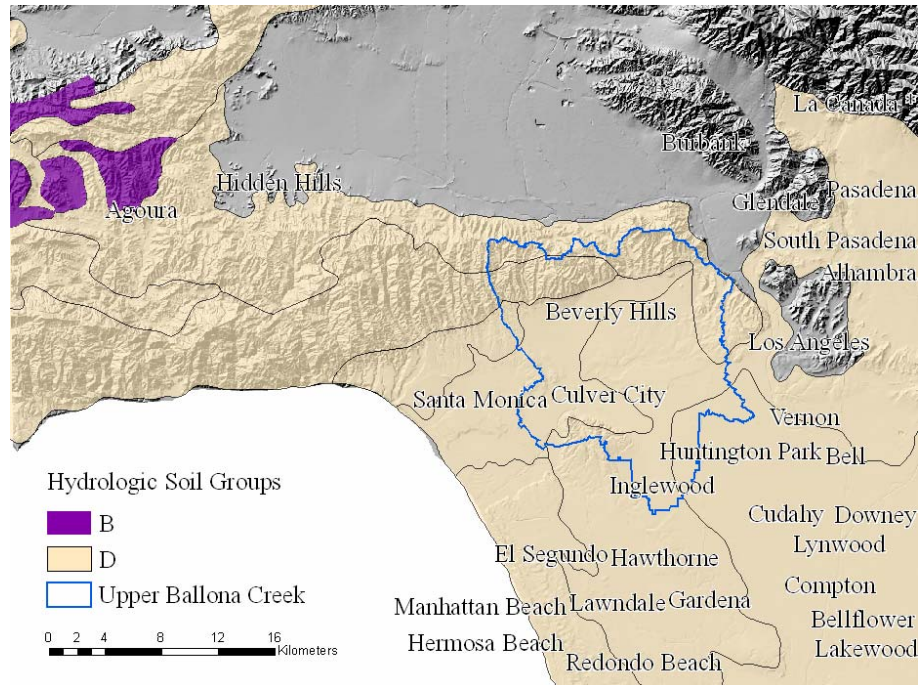 La Canada
Burbank
Hidden Hills
Glendale
Pasadena
Agoura
South Pasadena
Alhambra
Beverly Hills
Los Angeles
Santa Monica
Culver City
Vernon
Huntington Park
Bell
Hydrologic Soil Groups
Inglewood
B
Cudahy
Downey
Lynwood
D
El Segundo
Hawthorne
Upper Ballona Creek
Compton
Manhattan Beach
Lawndale
Gardena
Bellflower
0 2 4 8 12 16
Kilometers
Hermosa Beach
Lakewood
Redondo Beach